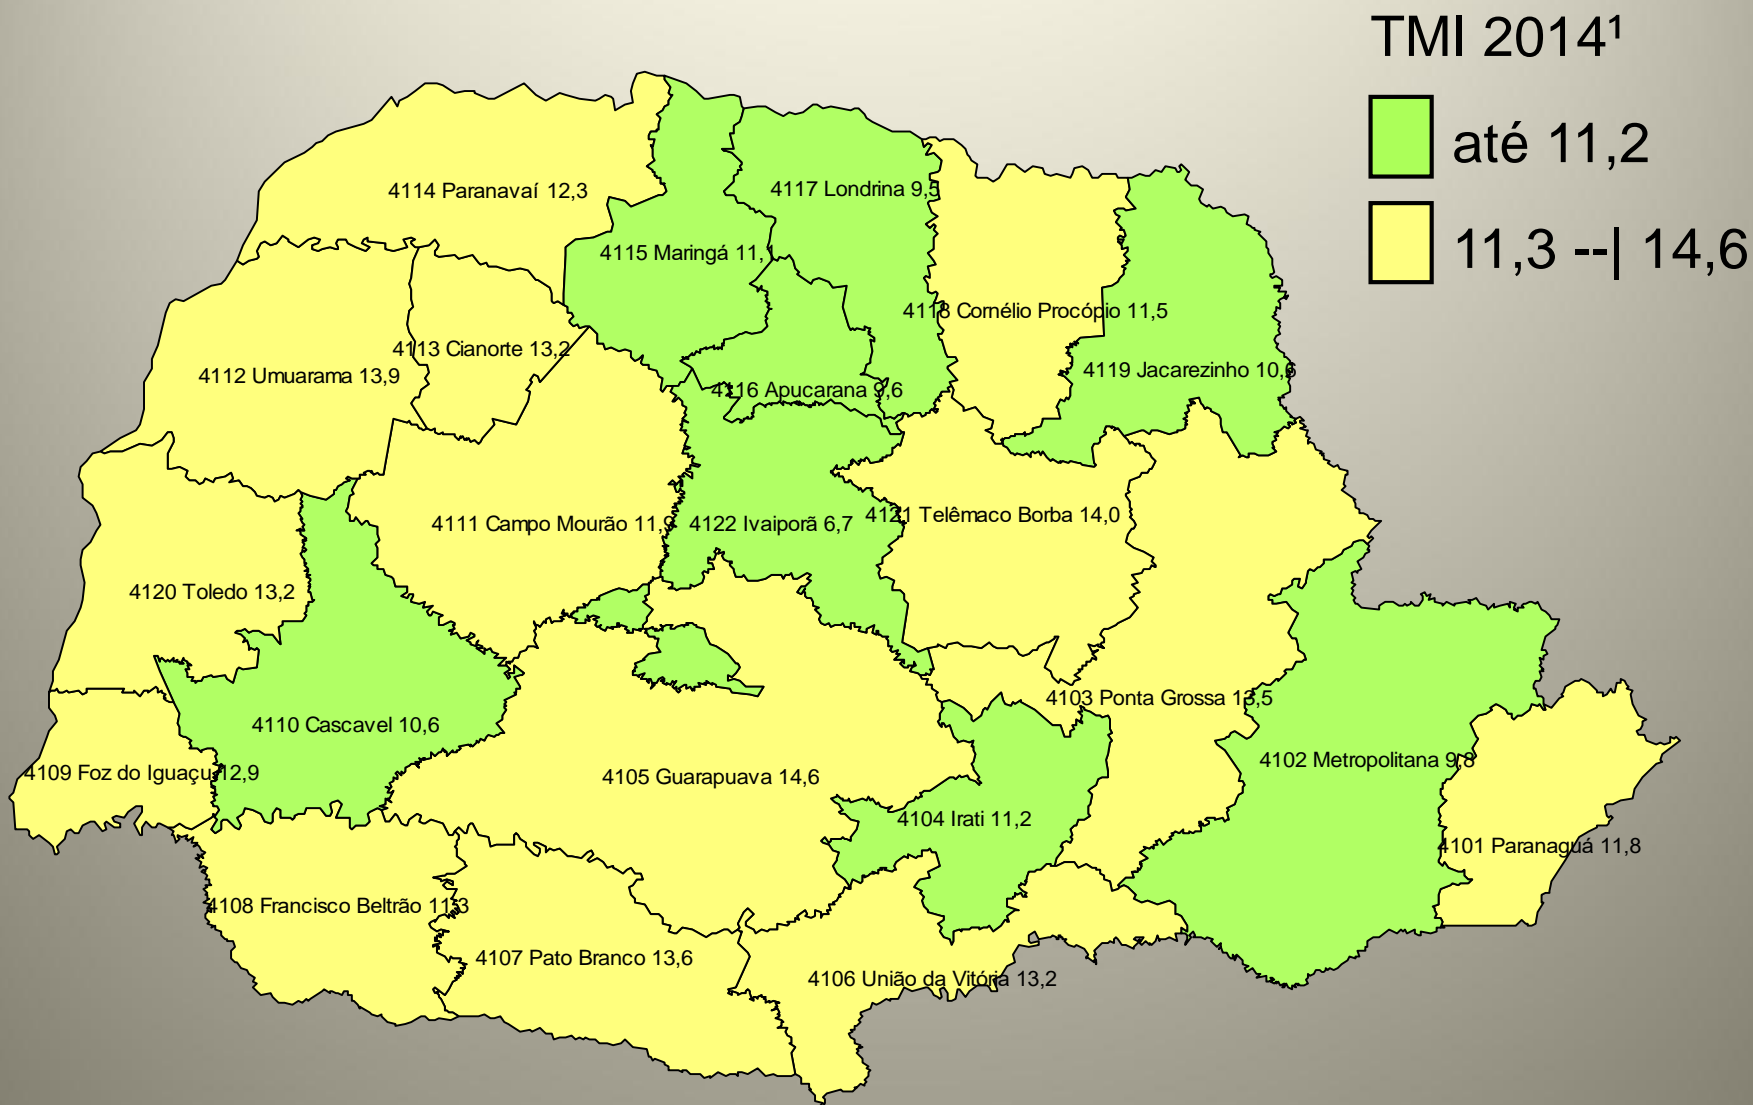 TMI 2014¹
até 11,2
11,3 --| 14,6
4114 Paranavaí 12,3
4117 Londrina 9,5
4115 Maringá 11,1
4118 Cornélio Procópio 11,5
4113 Cianorte 13,2
4112 Umuarama 13,9
4119 Jacarezinho 10,6
4116 Apucarana 9,6
4111 Campo Mourão 11,9
4122 Ivaiporã 6,7
4121 Telêmaco Borba 14,0
4120 Toledo 13,2
4103 Ponta Grossa 13,5
4110 Cascavel 10,6
4102 Metropolitana 9,8
4109 Foz do Iguaçu 12,9
4105 Guarapuava 14,6
4104 Irati 11,2
4101 Paranaguá 11,8
4108 Francisco Beltrão 11,3
4107 Pato Branco 13,6
4106 União da Vitória 13,2